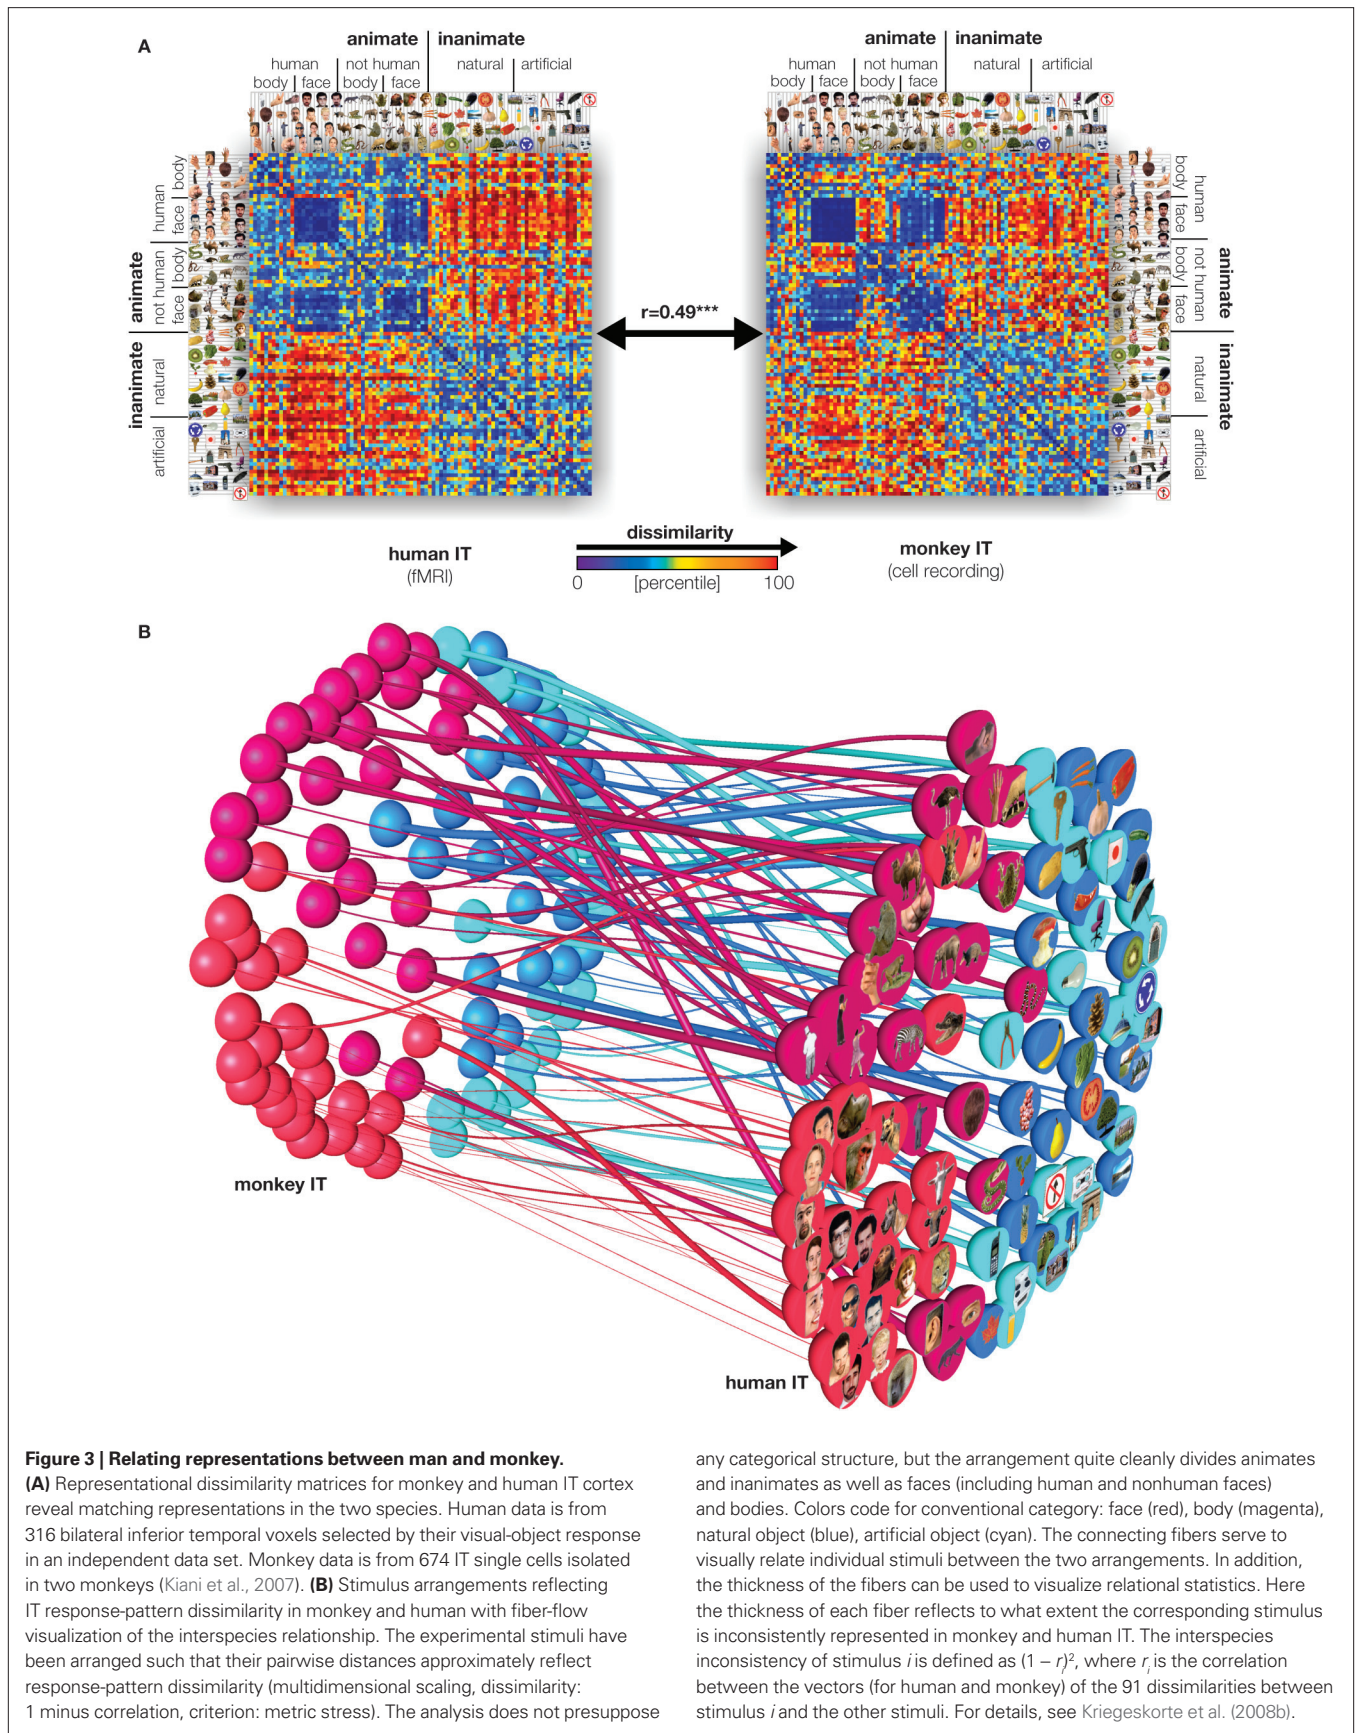 A
animate inanimate
human not human natural artificial
body face body face
animate inanimate
human not human natural artificial
body face body face
animate
human
body
face
not human
body
face
inanimate
natural
artificial
r=0.49***
human
body
face
animate
not human
body
face
inanimate
natural
artificial
human IT
(fMRI)
dissimilarity
0 [percentile] 100
monkey IT
(cell recording)
B
monkey IT
human IT
Figure 3 | Relating representations between man and monkey.
(A) Representational dissimilarity matrices for monkey and human IT cortex
reveal matching representations in the two species. Human data is from
316 bilateral inferior temporal voxels selected by their visual-object response
in an independent data set. Monkey data is from 674 IT single cells isolated
in two monkeys (Kiani et al., 2007). (B) Stimulus arrangements reflecting
IT response-pattern dissimilarity in monkey and human with fiber-flow
visualization of the interspecies relationship. The experimental stimuli have
been arranged such that their pairwise distances approximately reflect
response-pattern dissimilarity (multidimensional scaling, dissimilarity:
1 minus correlation, criterion: metric stress). The analysis does not presuppose
any categorical structure, but the arrangement quite cleanly divides animates
and inanimates as well as faces (including human and nonhuman faces)
and bodies. Colors code for conventional category: face (red), body (magenta),
natural object (blue), artificial object (cyan). The connecting fibers serve to
visually relate individual stimuli between the two arrangements. In addition,
the thickness of the fibers can be used to visualize relational statistics. Here
the thickness of each fiber reflects to what extent the corresponding stimulus
is inconsistently represented in monkey and human IT. The interspecies
inconsistency of stimulus i is defined as (1 – rᵢ)², where rᵢ is the correlation
between the vectors (for human and monkey) of the 91 dissimilarities between
stimulus i and the other stimuli. For details, see Kriegeskorte et al. (2008b).